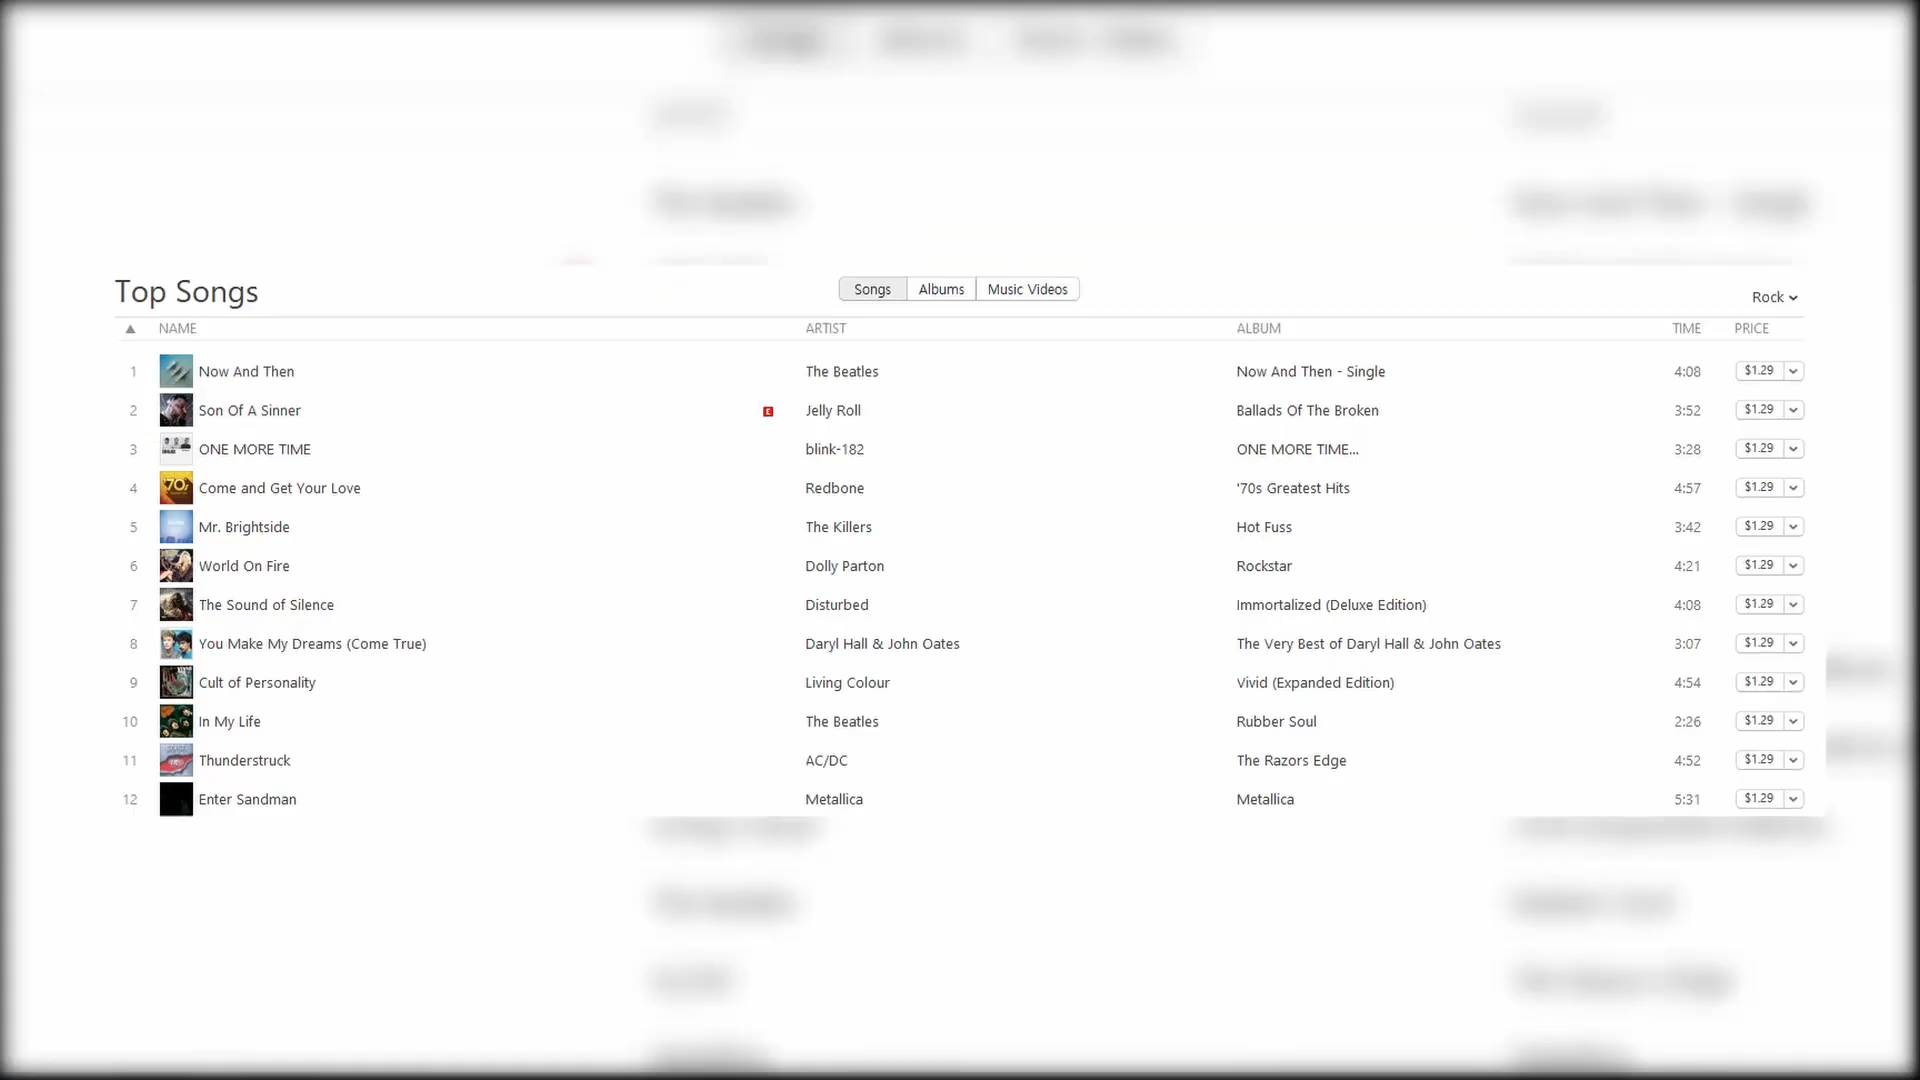 Top Songs
Songs Albums Music Videos
Rock
NAME ARTIST ALBUM TIME PRICE
1 Now And Then The Beatles Now And Then - Single 4:08 $1.29
2 Son Of A Sinner E Jelly Roll Ballads Of The Broken 3:52 $1.29
3 ONE MORE TIME blink-182 ONE MORE TIME... 3:28 $1.29
4 Come and Get Your Love Redbone '70s Greatest Hits 4:57 $1.29
5 Mr. Brightside The Killers Hot Fuss 3:42 $1.29
6 World On Fire Dolly Parton Rockstar 4:21 $1.29
7 The Sound of Silence Disturbed Immortalized (Deluxe Edition) 4:08 $1.29
8 You Make My Dreams (Come True) Daryl Hall & John Oates The Very Best of Daryl Hall & John Oates 3:07 $1.29
9 Cult of Personality Living Colour Vivid (Expanded Edition) 4:54 $1.29
10 In My Life The Beatles Rubber Soul 2:26 $1.29
11 Thunderstruck AC/DC The Razors Edge 4:52 $1.29
12 Enter Sandman Metallica Metallica 5:31 $1.29